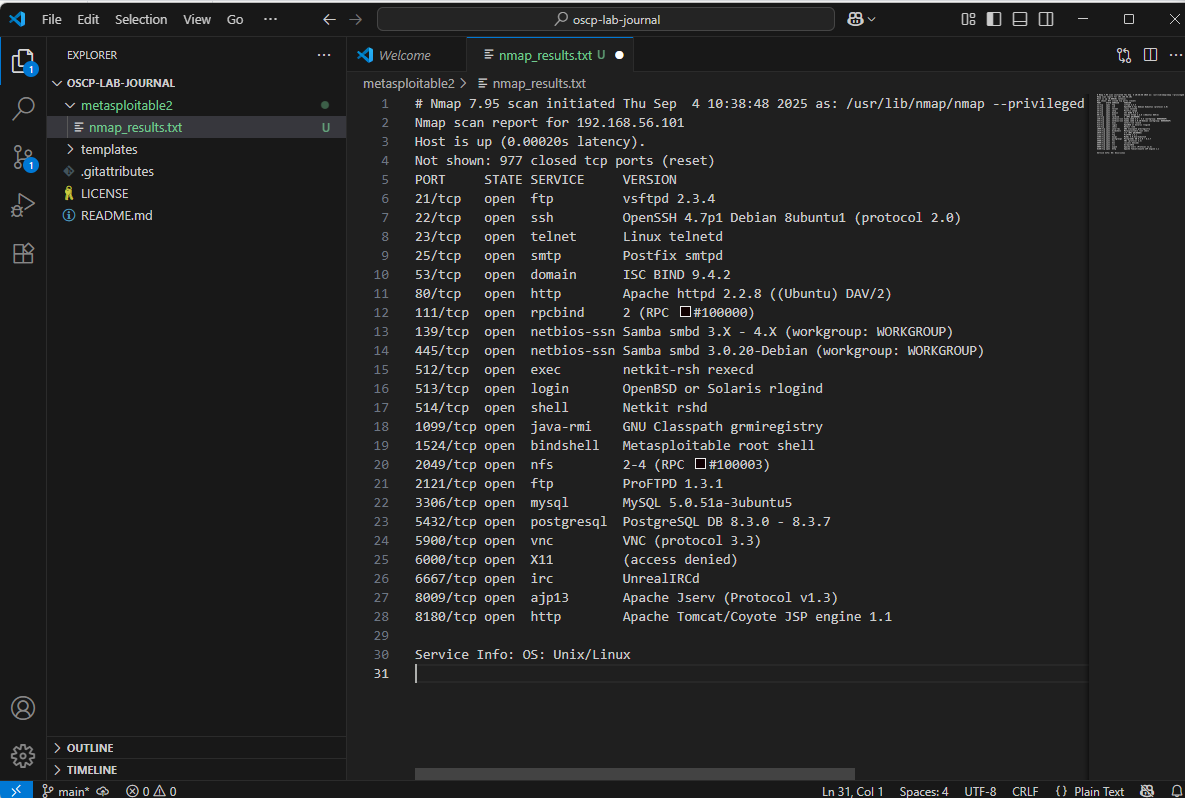 File Edit Selection View Go ··· oscp-lab-journal
EXPLORER ···
OSCP-LAB-JOURNAL
metasploitable2
nmap_results.txt U
templates
.gitattributes
LICENSE
README.md
OUTLINE
TIMELINE
1
1
Welcome nmap_results.txt U
metasploitable2 > nmap_results.txt
1 # Nmap 7.95 scan initiated Thu Sep  4 10:38:48 2025 as: /usr/lib/nmap/nmap --privileged
2 Nmap scan report for 192.168.56.101
3 Host is up (0.00020s latency).
4 Not shown: 977 closed tcp ports (reset)
5 PORT     STATE SERVICE     VERSION
6 21/tcp   open  ftp         vsftpd 2.3.4
7 22/tcp   open  ssh         OpenSSH 4.7p1 Debian 8ubuntu1 (protocol 2.0)
8 23/tcp   open  telnet      Linux telnetd
9 25/tcp   open  smtp        Postfix smtpd
10 53/tcp   open  domain      ISC BIND 9.4.2
11 80/tcp   open  http        Apache httpd 2.2.8 ((Ubuntu) DAV/2)
12 111/tcp  open  rpcbind     2 (RPC #100000)
13 139/tcp  open  netbios-ssn Samba smbd 3.X - 4.X (workgroup: WORKGROUP)
14 445/tcp  open  netbios-ssn Samba smbd 3.0.20-Debian (workgroup: WORKGROUP)
15 512/tcp  open  exec        netkit-rsh rexecd
16 513/tcp  open  login       OpenBSD or Solaris rlogind
17 514/tcp  open  shell       Netkit rshd
18 1099/tcp open  java-rmi    GNU Classpath grmiregistry
19 1524/tcp open  bindshell   Metasploitable root shell
20 2049/tcp open  nfs         2-4 (RPC #100003)
21 2121/tcp open  ftp         ProFTPD 1.3.1
22 3306/tcp open  mysql       MySQL 5.0.51a-3ubuntu5
23 5432/tcp open  postgresql  PostgreSQL DB 8.3.0 - 8.3.7
24 5900/tcp open  vnc         VNC (protocol 3.3)
25 6000/tcp open  X11         (access denied)
26 6667/tcp open  irc         UnrealIRCd
27 8009/tcp open  ajp13       Apache Jserv (Protocol v1.3)
28 8180/tcp open  http        Apache Tomcat/Coyote JSP engine 1.1
29
30 Service Info: OS: Unix/Linux
31
main* 0 0 Ln 31, Col 1 Spaces: 4 UTF-8 CRLF {} Plain Text